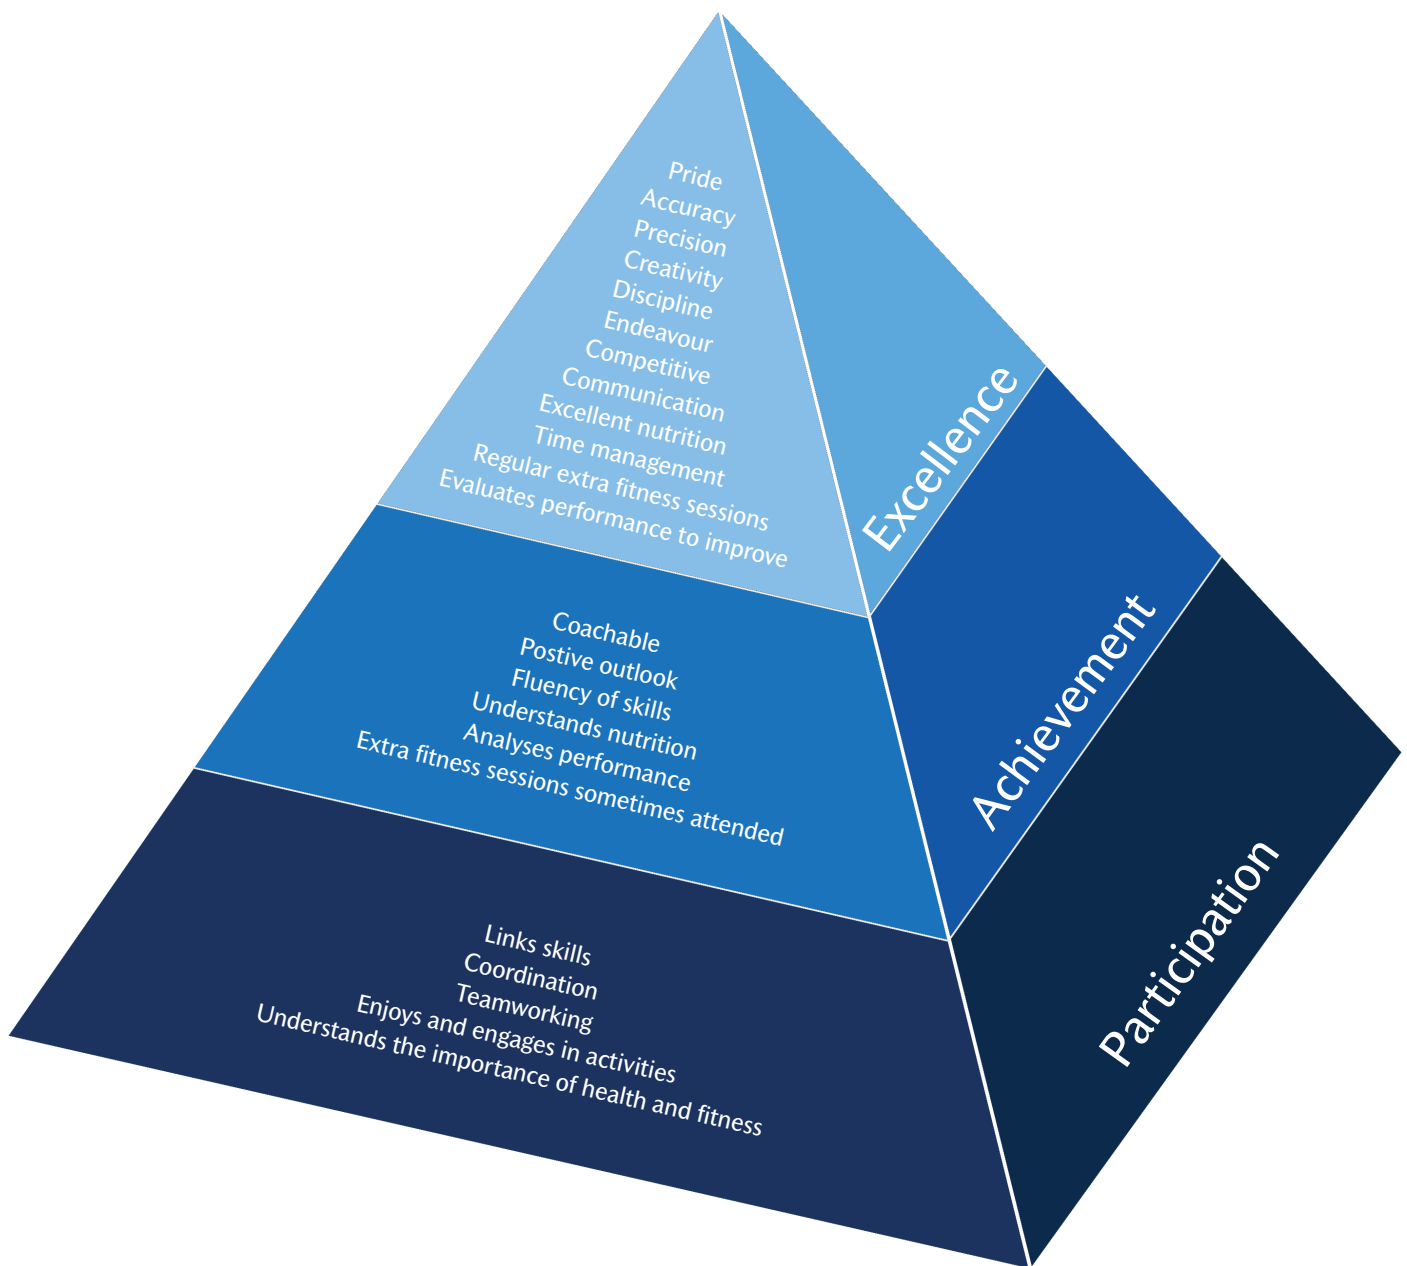 Pride
Accuracy
Precision
Creativity
Discipline
Endeavour
Competitive
Communication
Excellent nutrition
Time management
Regular extra fitness sessions
Evaluates performance to improve
Excellence
Coachable
Postive outlook
Fluency of skills
Understands nutrition
Analyses performance
Extra fitness sessions sometimes attended
Achievement
Links skills
Coordination
Teamworking
Enjoys and engages in activities
Understands the importance of health and fitness
Participation